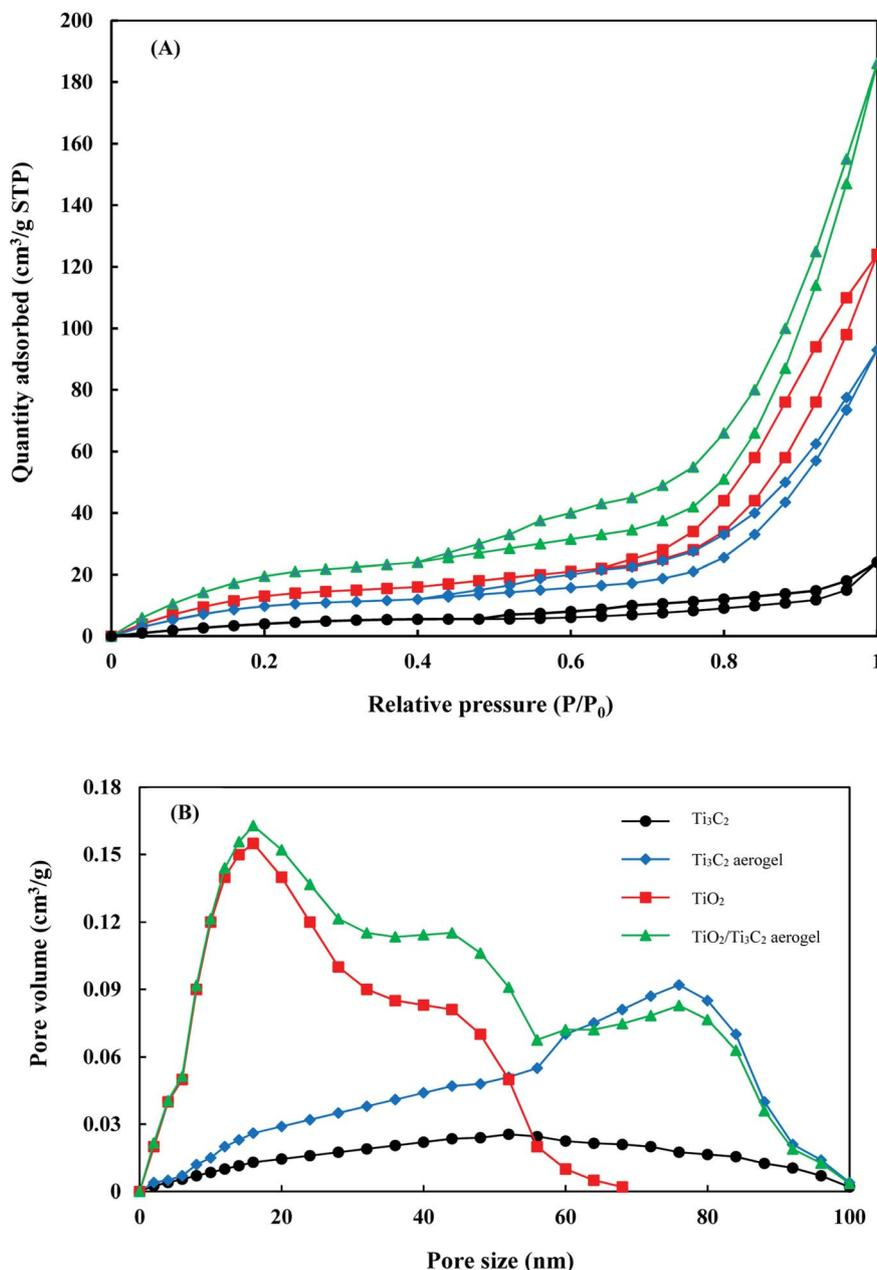 (A)
Quantity adsorbed (cm³/g STP)
200
180
160
140
120
100
80
60
40
20
0
0 0.2 0.4 0.6 0.8 1
Relative pressure (P/P₀)
(B)
Pore volume (cm³/g)
0.18
0.15
0.12
0.09
0.06
0.03
0
Ti₃C₂
Ti₃C₂ aerogel
TiO₂
TiO₂/Ti₃C₂ aerogel
0 20 40 60 80 100
Pore size (nm)